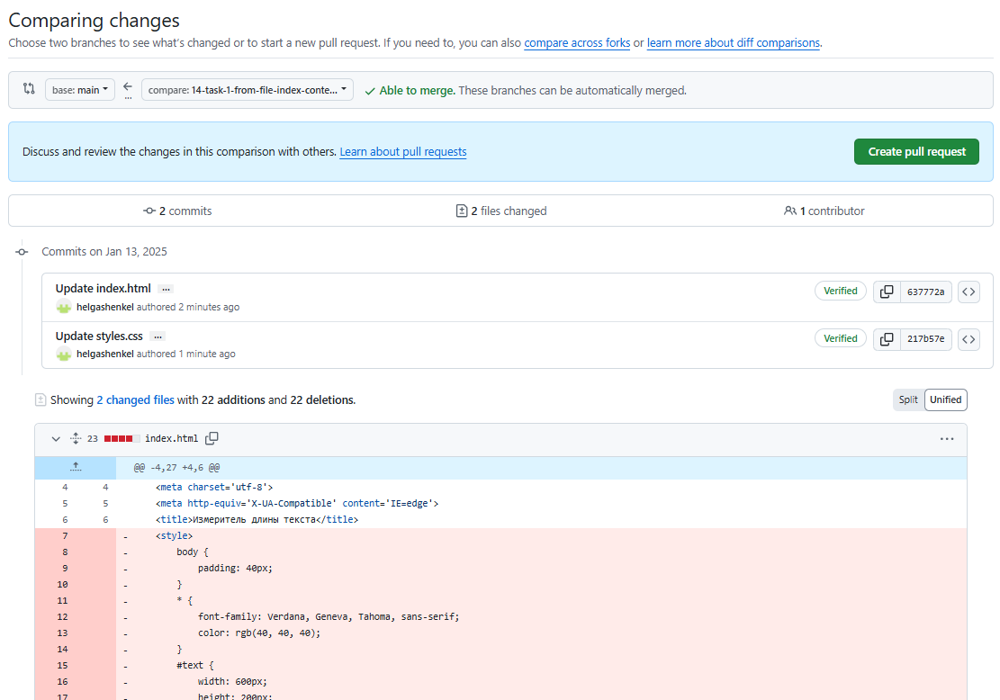 Comparing changes
Choose two branches to see what's changed or to start a new pull request. If you need to, you can also compare across forks or learn more about diff comparisons.
base: main ... compare: 14-task-1-from-file-index-conte... Able to merge. These branches can be automatically merged.
Discuss and review the changes in this comparison with others. Learn about pull requests Create pull request
2 commits 2 files changed 1 contributor
Commits on Jan 13, 2025
Update index.html ... Verified 637772a
helgashenkel authored 2 minutes ago
Update styles.css ... Verified 217b57e
helgashenkel authored 1 minute ago
Showing 2 changed files with 22 additions and 22 deletions. Split Unified
23 index.html ...
@@ -4,27 +4,6 @@
4 4 <meta charset='utf-8'>
5 5 <meta http-equiv='X-UA-Compatible' content='IE=edge'>
6 6 <title>Измеритель длины текста</title>
7 - <style>
8 - body {
9 - padding: 40px;
10 - }
11 - * {
12 - font-family: Verdana, Geneva, Tahoma, sans-serif;
13 - color: rgb(40, 40, 40);
14 - }
15 - #text {
16 - width: 600px;
17 - height: 200px;